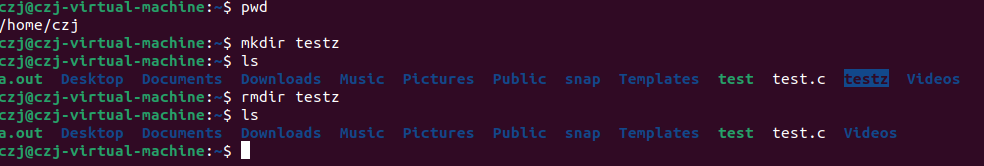 czj@czj-virtual-machine:~$ pwd
/home/czj
czj@czj-virtual-machine:~$ mkdir testz
czj@czj-virtual-machine:~$ ls
a.out Desktop Documents Downloads Music Pictures Public snap Templates test test.c testz Videos
czj@czj-virtual-machine:~$ rmdir testz
czj@czj-virtual-machine:~$ ls
a.out Desktop Documents Downloads Music Pictures Public snap Templates test test.c Videos
czj@czj-virtual-machine:~$